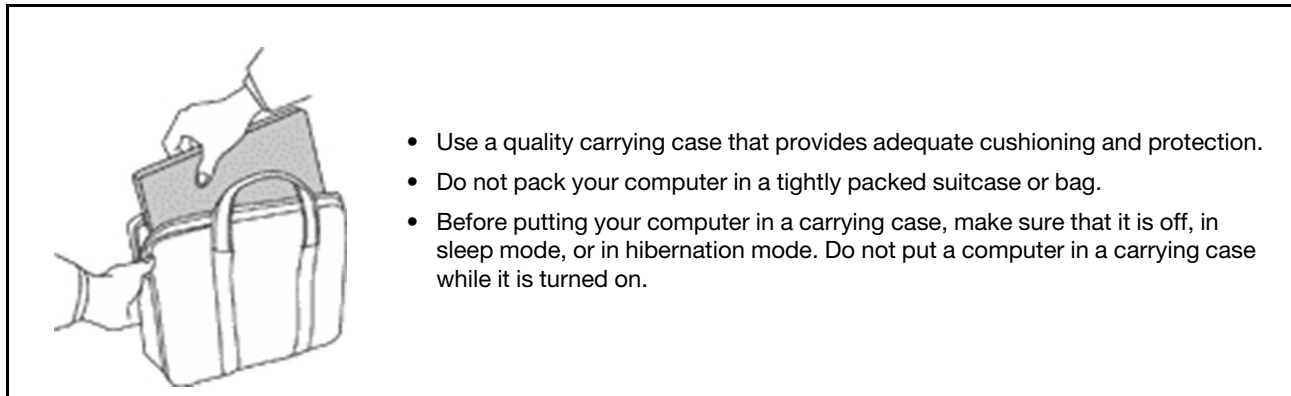 • Use a quality carrying case that provides adequate cushioning and protection.
• Do not pack your computer in a tightly packed suitcase or bag.
• Before putting your computer in a carrying case, make sure that it is off, in
sleep mode, or in hibernation mode. Do not put a computer in a carrying case
while it is turned on.